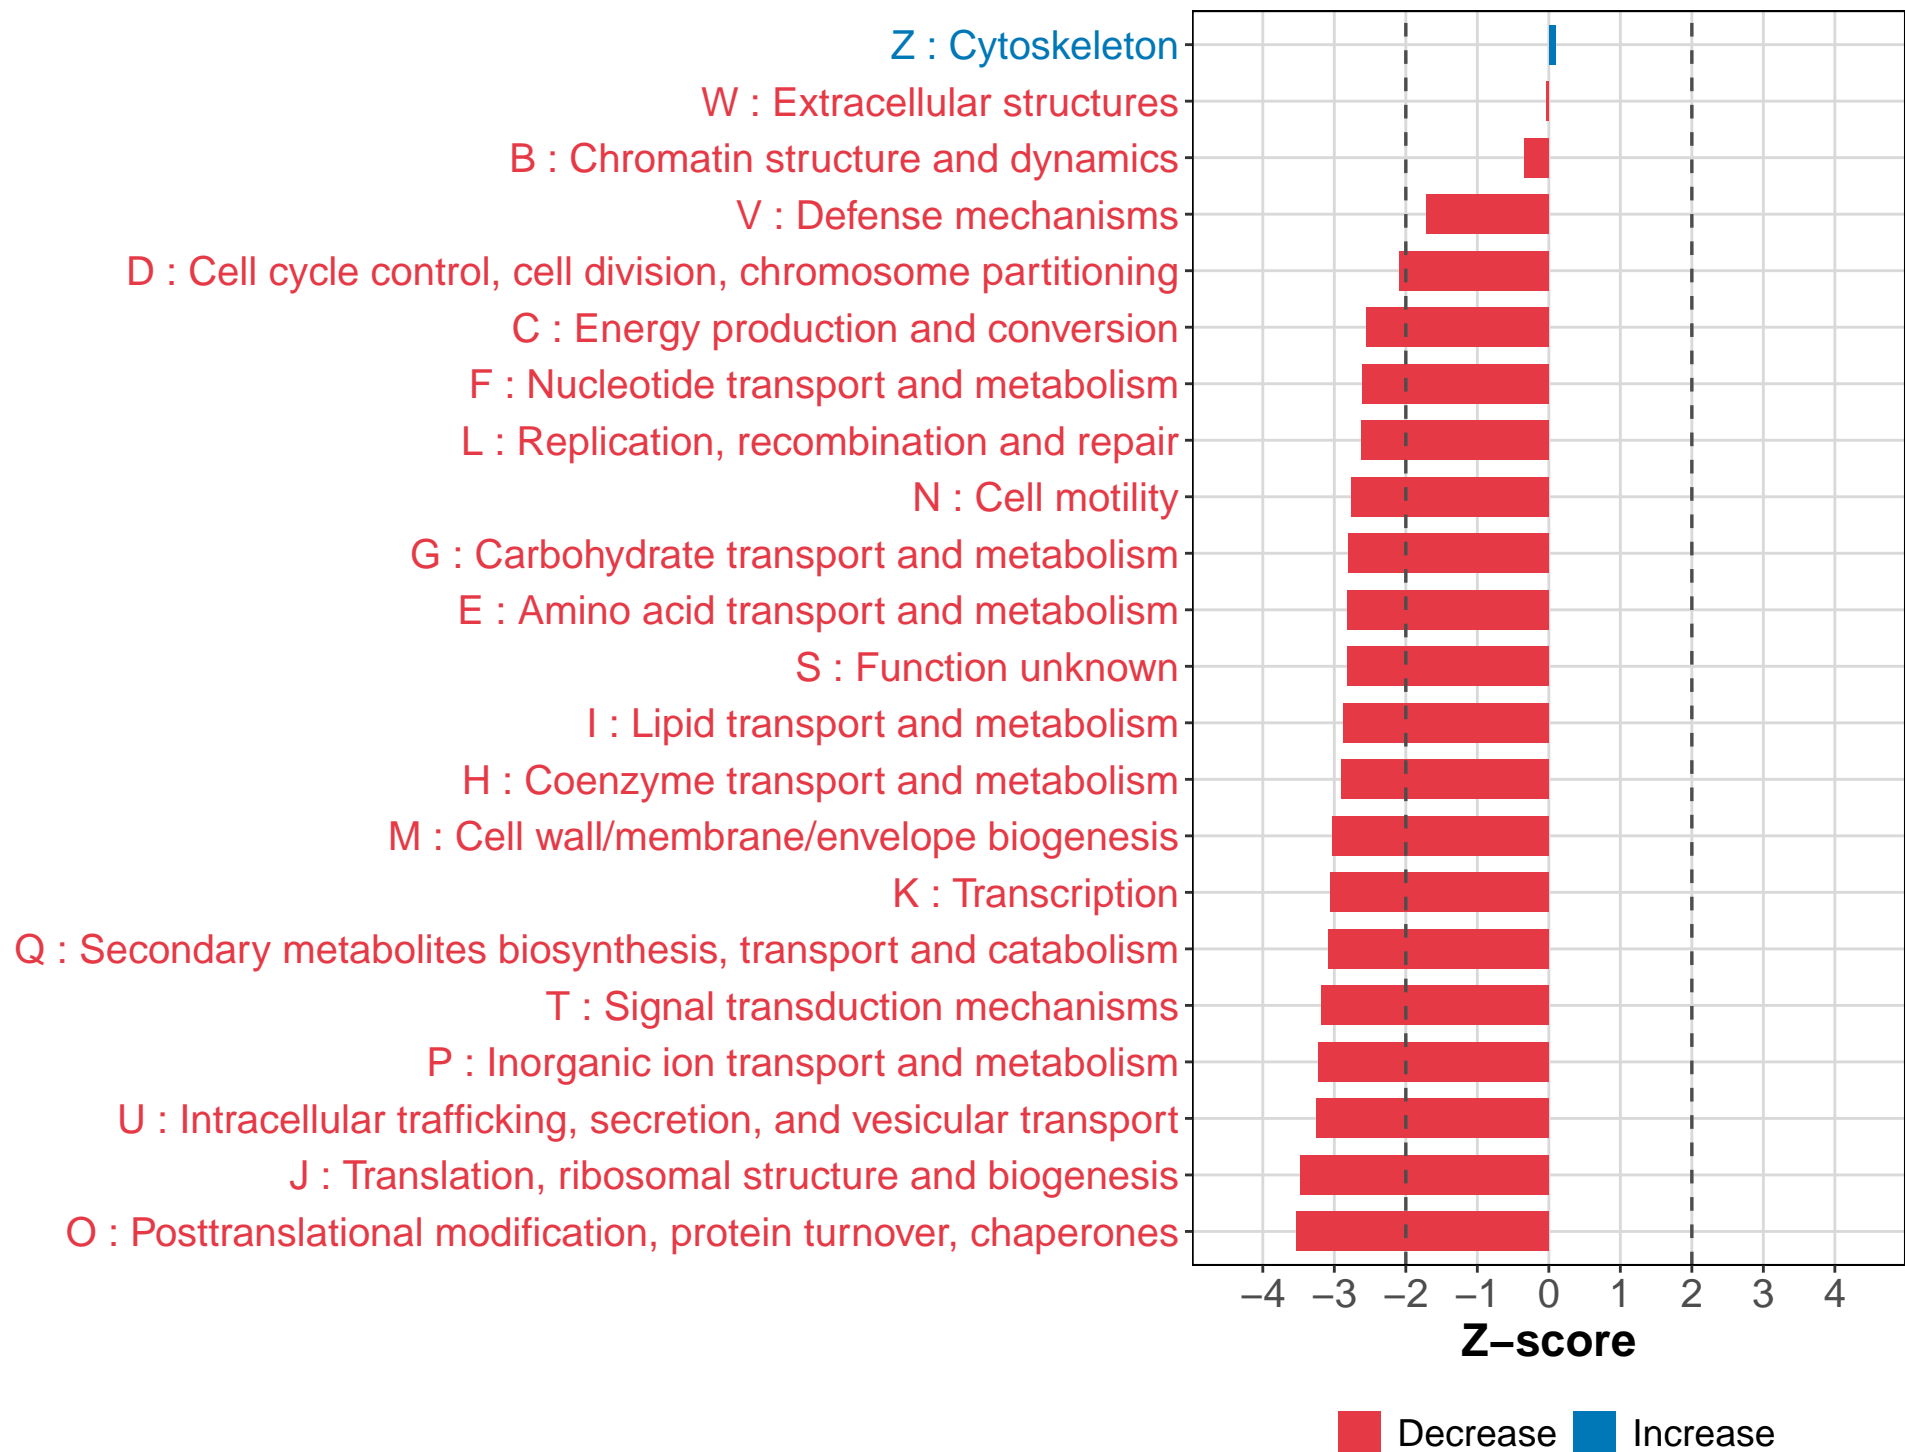 Z : Cytoskeleton
W : Extracellular structures
B : Chromatin structure and dynamics
V : Defense mechanisms
D : Cell cycle control, cell division, chromosome partitioning
C : Energy production and conversion
F : Nucleotide transport and metabolism
L : Replication, recombination and repair
N : Cell motility
G : Carbohydrate transport and metabolism
E : Amino acid transport and metabolism
S : Function unknown
I : Lipid transport and metabolism
H : Coenzyme transport and metabolism
M : Cell wall/membrane/envelope biogenesis
K : Transcription
Q : Secondary metabolites biosynthesis, transport and catabolism
T : Signal transduction mechanisms
P : Inorganic ion transport and metabolism
U : Intracellular trafficking, secretion, and vesicular transport
J : Translation, ribosomal structure and biogenesis
O : Posttranslational modification, protein turnover, chaperones
−4 −3 −2 −1 0 1 2 3 4
Z−score
Decrease Increase